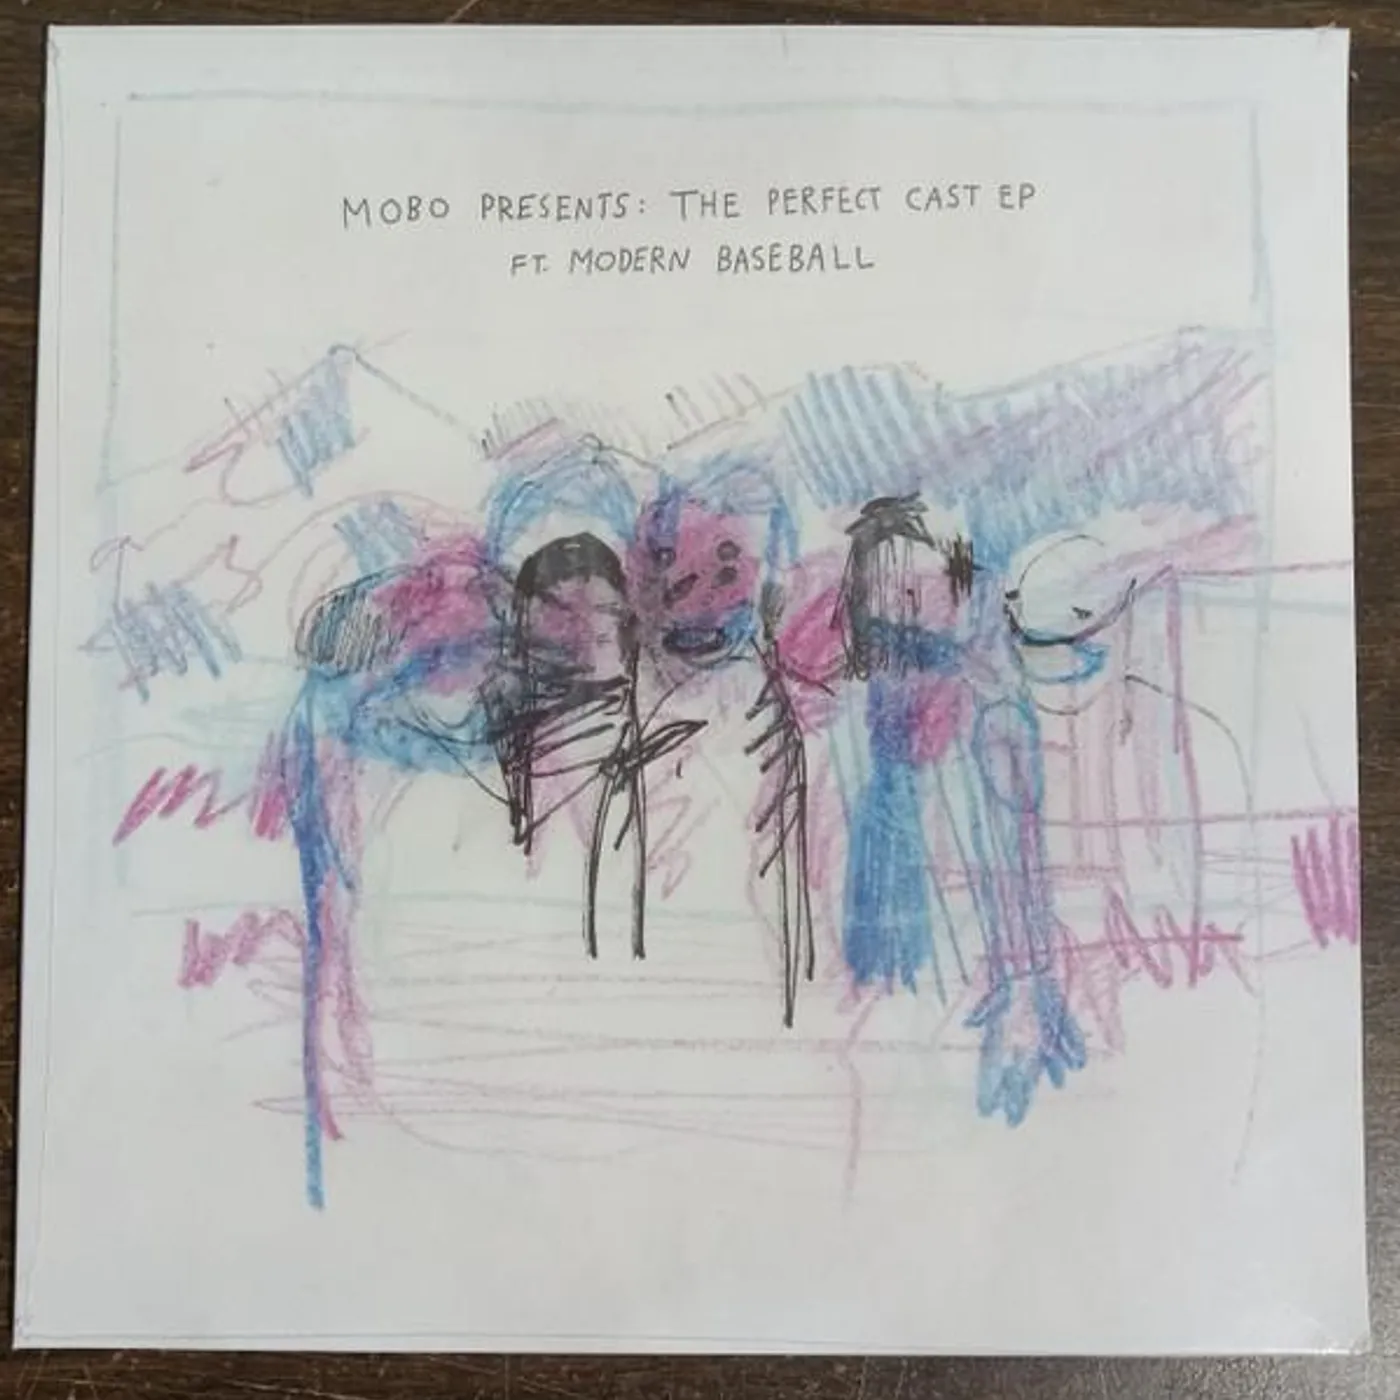 MOBO PRESENTS: THE PERFECT CAST EP
FT. MODERN BASEBALL